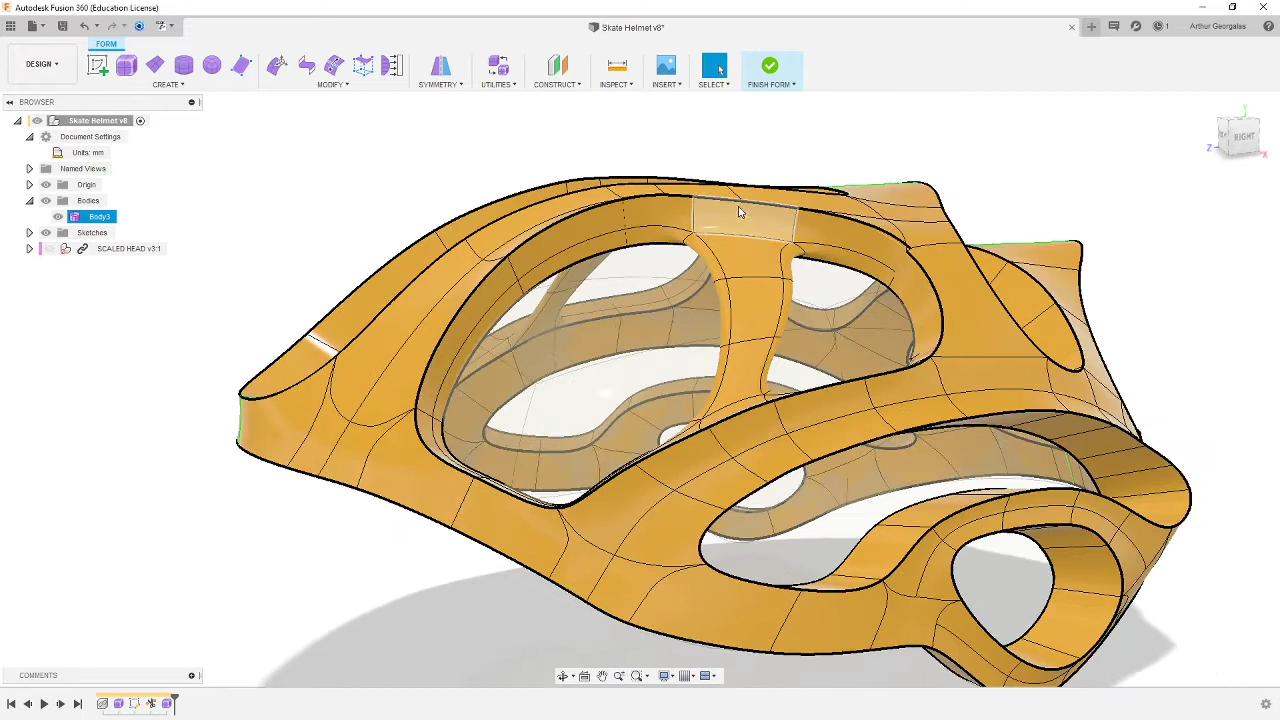 Autodesk Fusion 360 (Education License)
Skate Helmet v8*
1
Arthur Georgalas
FORM
DESIGN
CREATE
MODIFY
SYMMETRY
UTILITIES
CONSTRUCT
INSPECT
INSERT
SELECT
FINISH FORM
BROWSER
Skate Helmet v8
Document Settings
Units: mm
Named Views
Origin
Bodies
Body3
Sketches
SCALED HEAD v3:1
Y
RIGHT
Z
X
COMMENTS